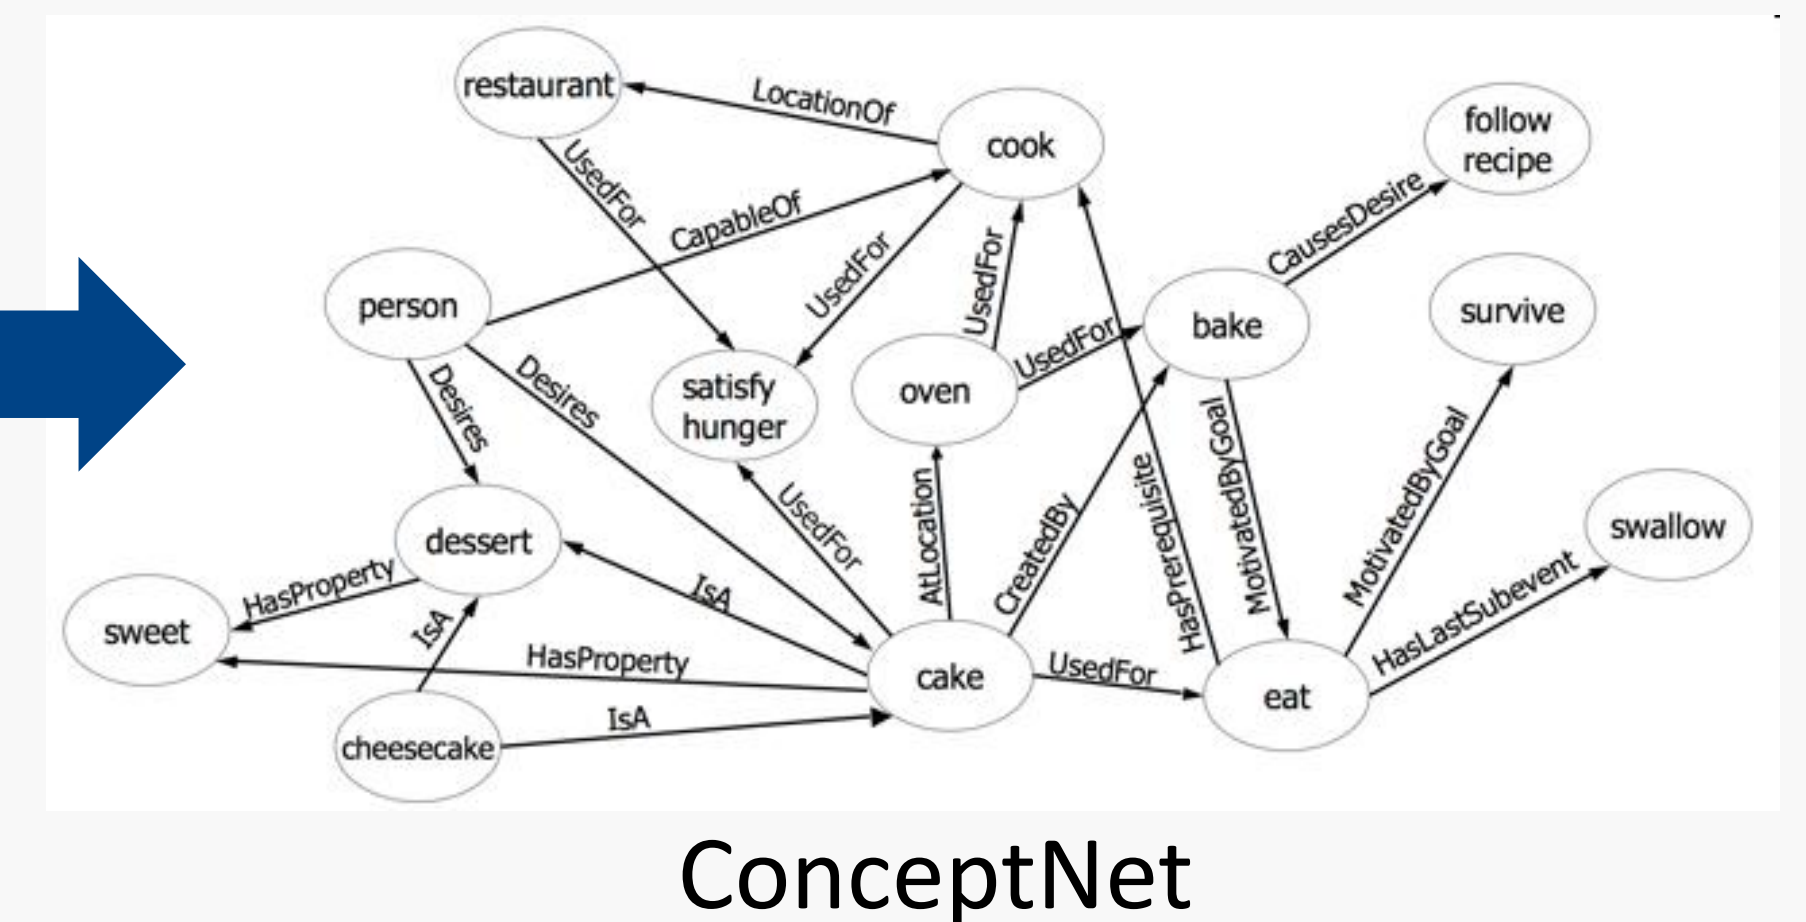 restaurant
LocationOf
cook
follow
recipe
UsedFor
CapableOf
CausesDesire
person
UsedFor
UsedFor
UsedFor
bake
survive
Desires
Desires
satisfy
hunger
oven
MotivatedByGoal
MotivatedByGoal
UsedFor
AtLocation
CreatedBy
HasPrerequisite
dessert
swallow
HasProperty
IsA
IsA
HasLastSubevent
sweet
HasProperty
cake
UsedFor
eat
cheesecake
IsA
ConceptNet